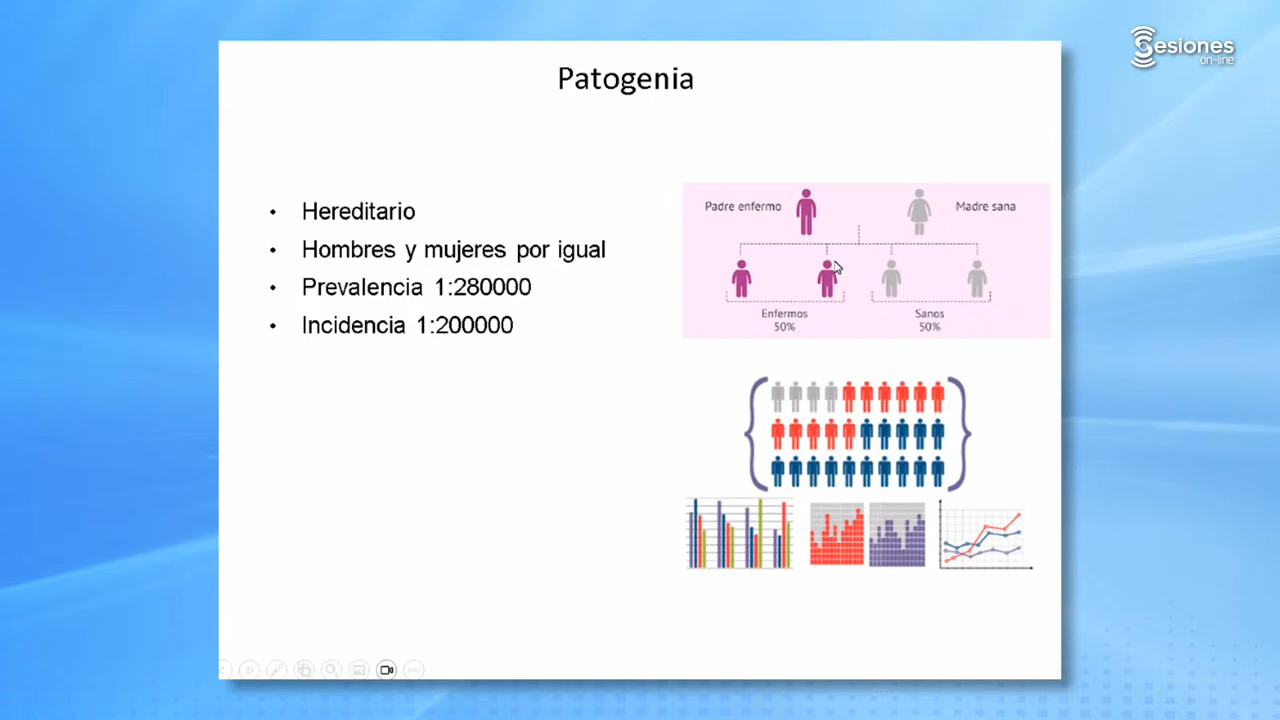 Sesiones
on-line
Patogenia
• Hereditario
• Hombres y mujeres por igual
• Prevalencia 1:280000
• Incidencia 1:200000
Padre enfermo
Madre sana
Enfermos
50%
Sanos
50%